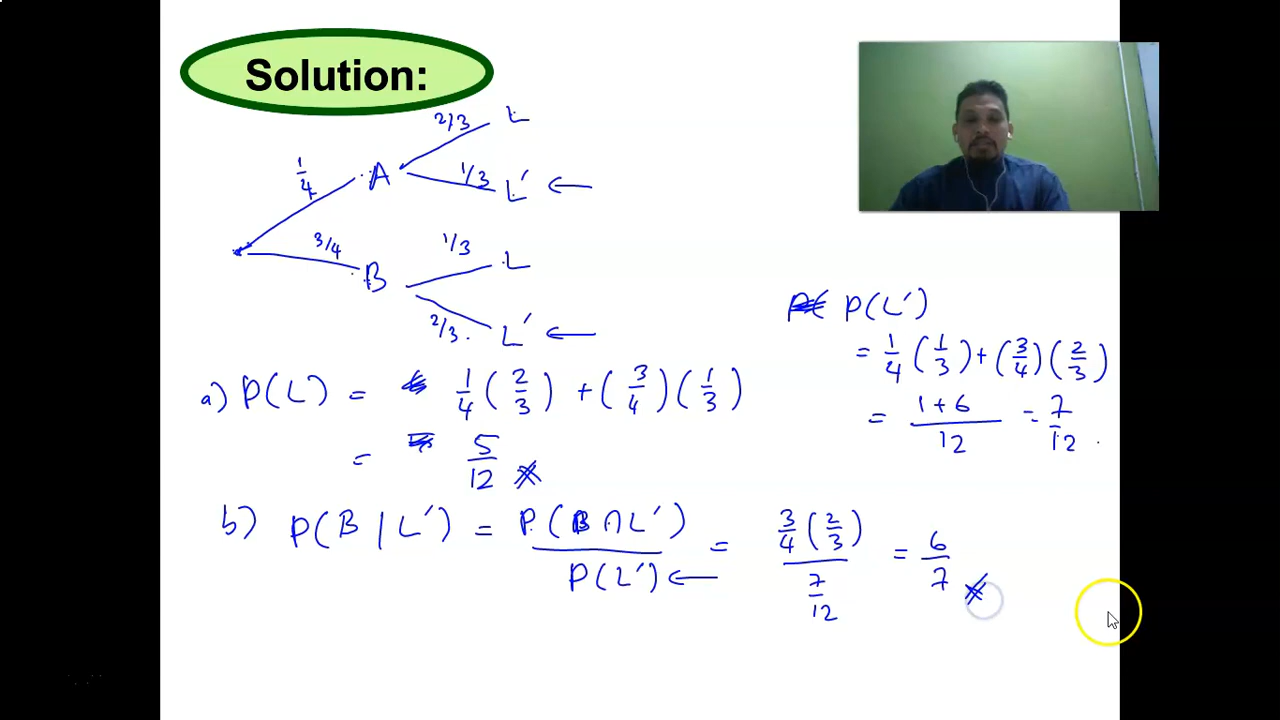 Solution:
2/3 L
1/4 A 1/3 L′ ←
3/4 B 1/3 L
2/3 L′ ←
P(L′)
= 1/4 (1/3) + (3/4)(2/3)
= 1+6/12 = 7/12
a) P(L) = 1/4 (2/3) + (3/4)(1/3)
= 5/12
b) P(B | L′) = P(B ∩ L′)/P(L′) ← = 3/4 (2/3)/7/12 = 6/7